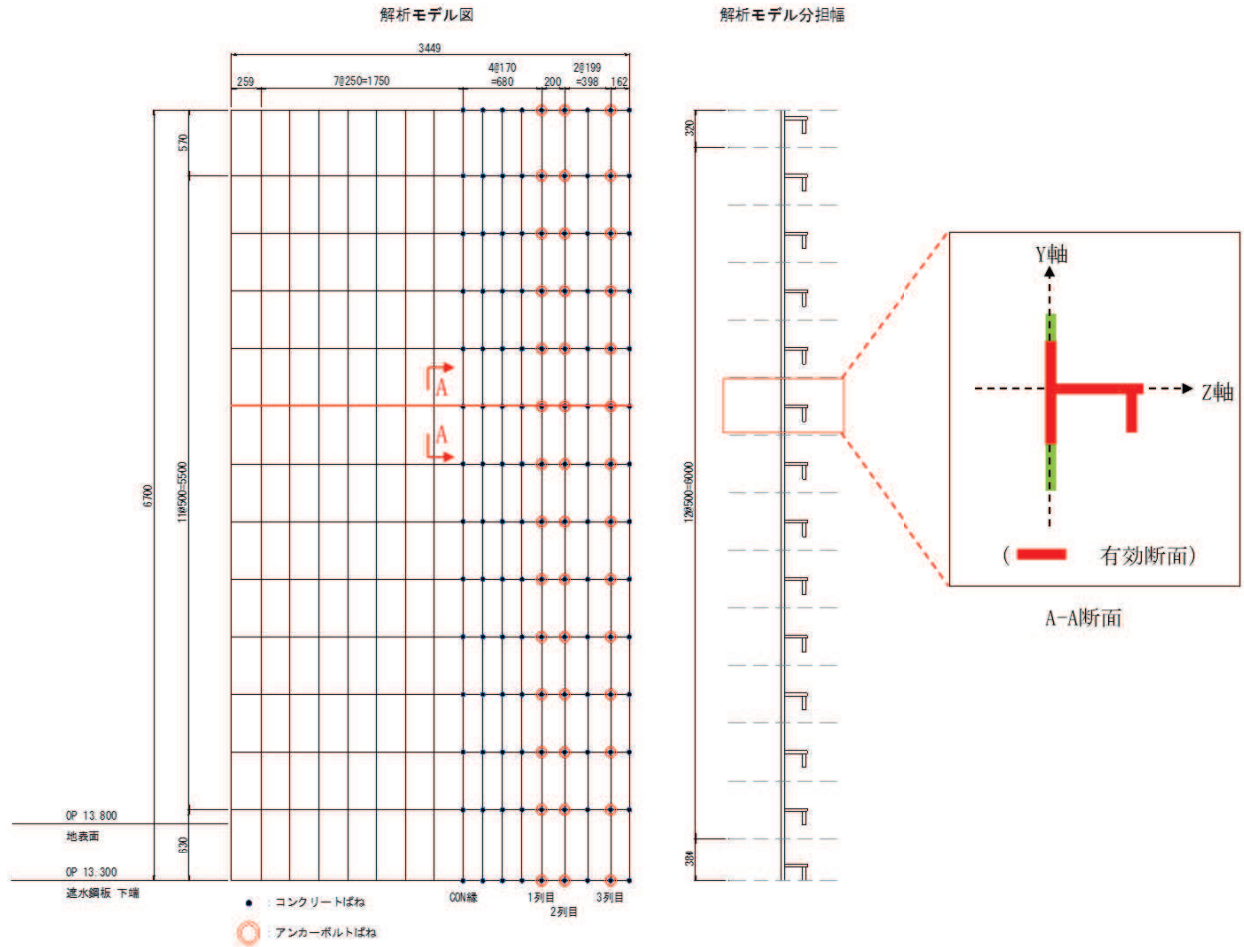 解析モデル図
解析モデル分担幅
3449
259
7@250=1750
4@170
=680
200
2@199
=398
162
570
6700
11@500=5500
630
320
12@500=6000
380
A
A
Y軸
Z軸
( 有効断面)
A-A断面
OP 13.800
地表面
OP 13.300
遮水鋼板 下端
CON縁
1列目
2列目
3列目
: コンクリートばね
: アンカーボルトばね